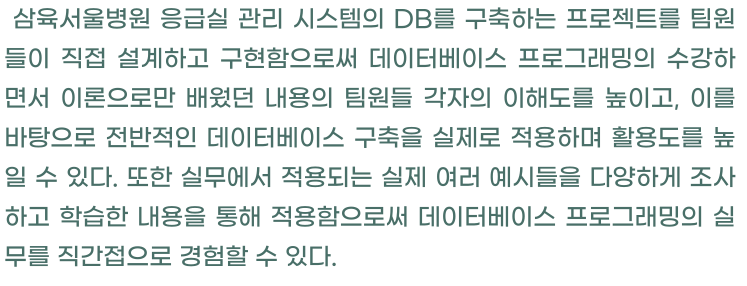 삼육서울병원 응급실 관리 시스템의 DB를 구축하는 프로젝트를 팀원
들이 직접 설계하고 구현함으로써 데이터베이스 프로그래밍의 수강하
면서 이론으로만 배웠던 내용의 팀원들 각자의 이해도를 높이고, 이를
바탕으로 전반적인 데이터베이스 구축을 실제로 적용하며 활용도를 높
일 수 있다. 또한 실무에서 적용되는 실제 여러 예시들을 다양하게 조사
하고 학습한 내용을 통해 적용함으로써 데이터베이스 프로그래밍의 실
무를 직간접으로 경험할 수 있다.